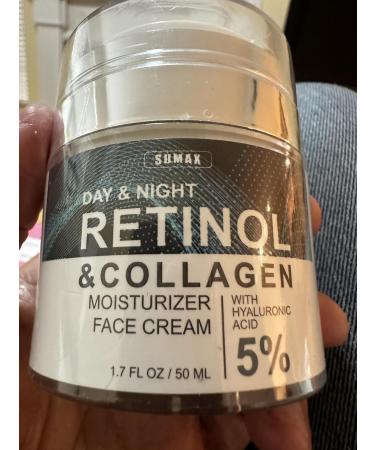 SUMAX
DAY & NIGHT
RETINOL
& COLLAGEN
MOISTURIZER
FACE CREAM
WITH
HYALURONIC
ACID
5%
1.7 FL OZ / 50 ML